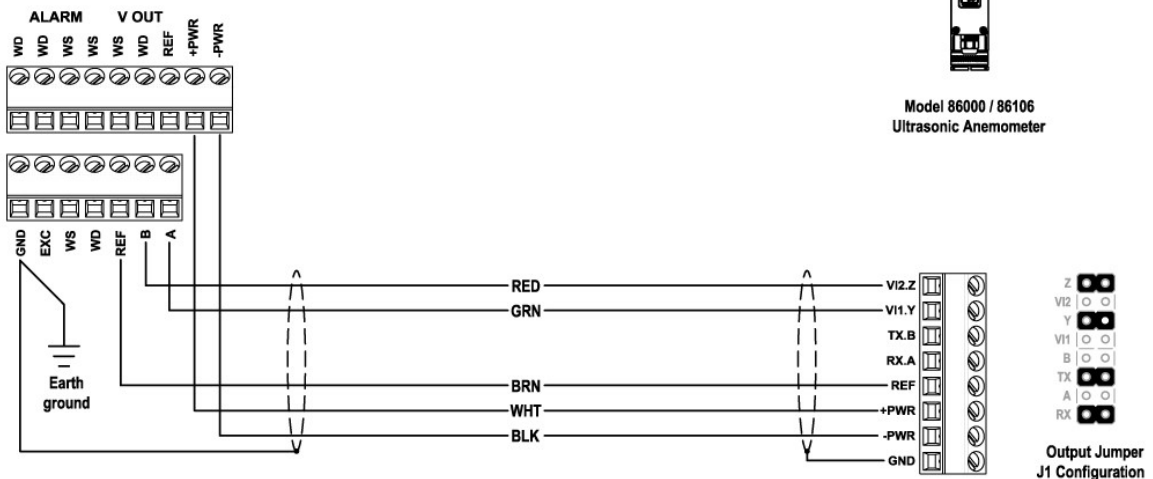 ALARM V OUT
WD WD WS WS WS WD REF +PWR -PWR
Model 86000 / 86106
Ultrasonic Anemometer
GND EXC WS WD REF B A
RED
GRN
BRN
WHT
BLK
Earth
ground
VI2.Z
VI1.Y
TX.B
RX.A
REF
+PWR
-PWR
GND
Z
VI2
Y
VI1
B
TX
A
RX
Output Jumper
J1 Configuration